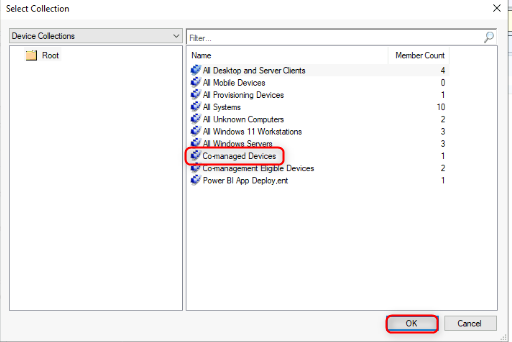 Select Collection
Device Collections
Filter...
Root
Name Member Count
All Desktop and Server Clients 4
All Mobile Devices 0
All Provisioning Devices 1
All Systems 10
All Unknown Computers 2
All Windows 11 Workstations 3
All Windows Servers 3
Co-managed Devices 1
Co-management Eligible Devices 2
Power BI App Deploy,ent 1
OK Cancel